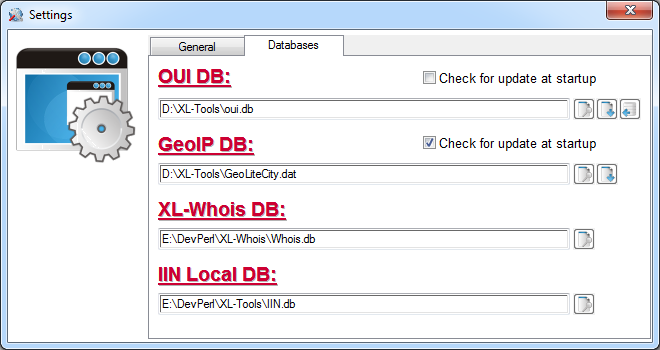 Settings
General
Databases
OUI DB:
Check for update at startup
D:\XL-Tools\oui.db
GeoIP DB:
Check for update at startup
D:\XL-Tools\GeoLiteCity.dat
XL-Whois DB:
E:\DevPerl\XL-Whois\Whois.db
IIN Local DB:
E:\DevPerl\XL-Tools\IIN.db